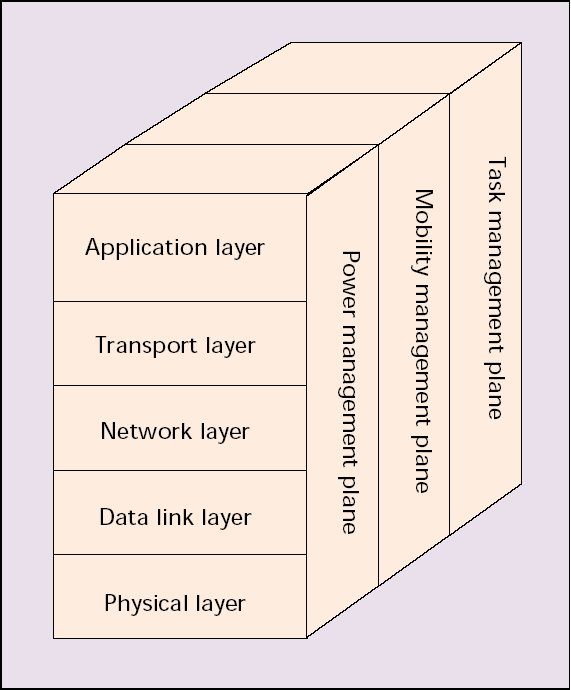 Application layer
Transport layer
Network layer
Data link layer
Physical layer
Power management plane
Mobility management plane
Task management plane